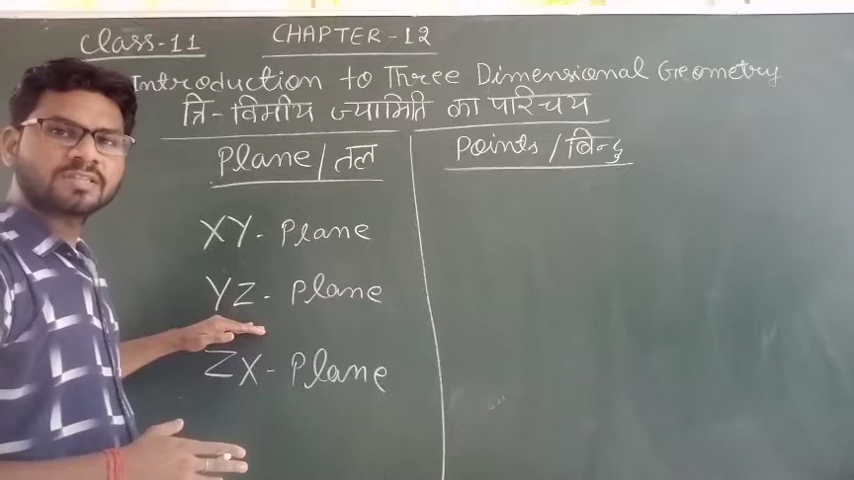 Class-11 CHAPTER-12
Introduction to Three Dimensional Geometry
त्रि-विमीय ज्यामिति का परिचय
Plane/तल Points/बिन्दु
XY- Plane
YZ- Plane
ZX- Plane